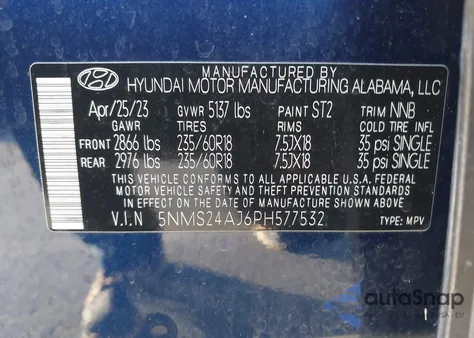 MANUFACTURED BY
HYUNDAI MOTOR MANUFACTURING ALABAMA, LLC
Apr/25/23 GVWR 5137 lbs PAINT ST2 TRIM NNB
GAWR TIRES RIMS COLD TIRE INFL
FRONT 2866 lbs 235/60R18 7.5JX18 35 psi SINGLE
REAR 2976 lbs 235/60R18 7.5JX18 35 psi SINGLE
THIS VEHICLE CONFORMS TO ALL APPLICABLE U.S.A. FEDERAL
MOTOR VEHICLE SAFETY AND THEFT PREVENTION STANDARDS
IN EFFECT ON THE DATE OF MANUFACTURE SHOWN ABOVE
V.I.N 5NMS24AJ6PH577532 TYPE: MPV
autoSnap